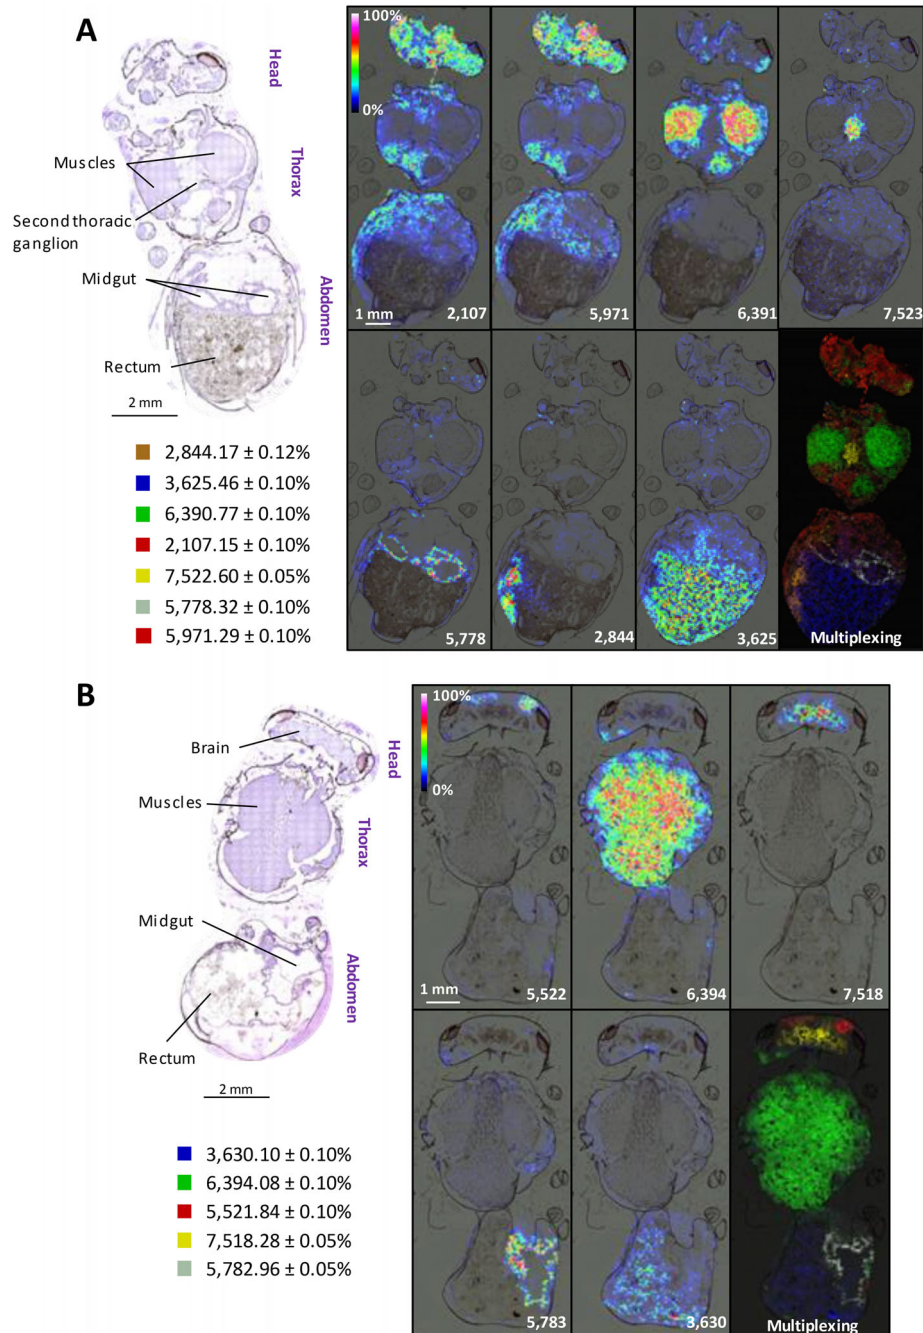 A
Head
Thorax
Abdomen
Muscles
Second thoracic
ganglion
Midgut
Rectum
2 mm
2,844.17 ± 0.12%
3,625.46 ± 0.10%
6,390.77 ± 0.10%
2,107.15 ± 0.10%
7,522.60 ± 0.05%
5,778.32 ± 0.10%
5,971.29 ± 0.10%
100%
0%
1 mm
2,107
5,971
6,391
7,523
5,778
2,844
3,625
Multiplexing
B
Head
Thorax
Abdomen
Brain
Muscles
Midgut
Rectum
2 mm
3,630.10 ± 0.10%
6,394.08 ± 0.10%
5,521.84 ± 0.10%
7,518.28 ± 0.05%
5,782.96 ± 0.05%
100%
0%
1 mm
5,522
6,394
7,518
5,783
3,630
Multiplexing